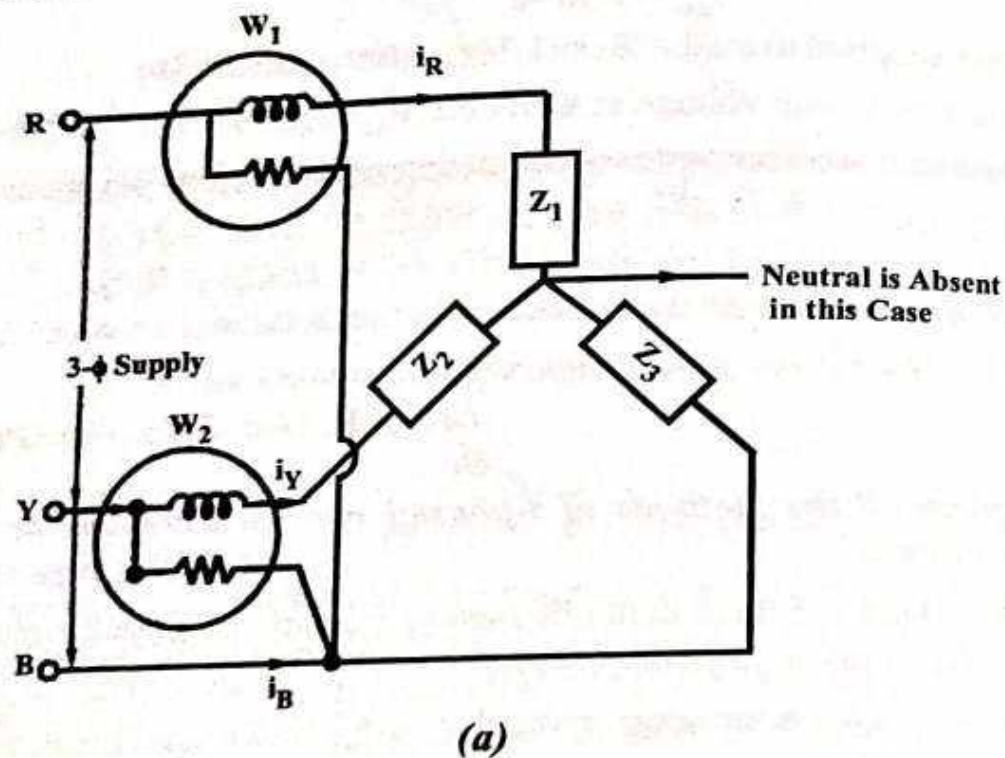 W₁
i_R
R
Z₁
Neutral is Absent
in this Case
Z₂
Z₃
3-ϕ Supply
W₂
i_Y
Y
B
i_B
(a)